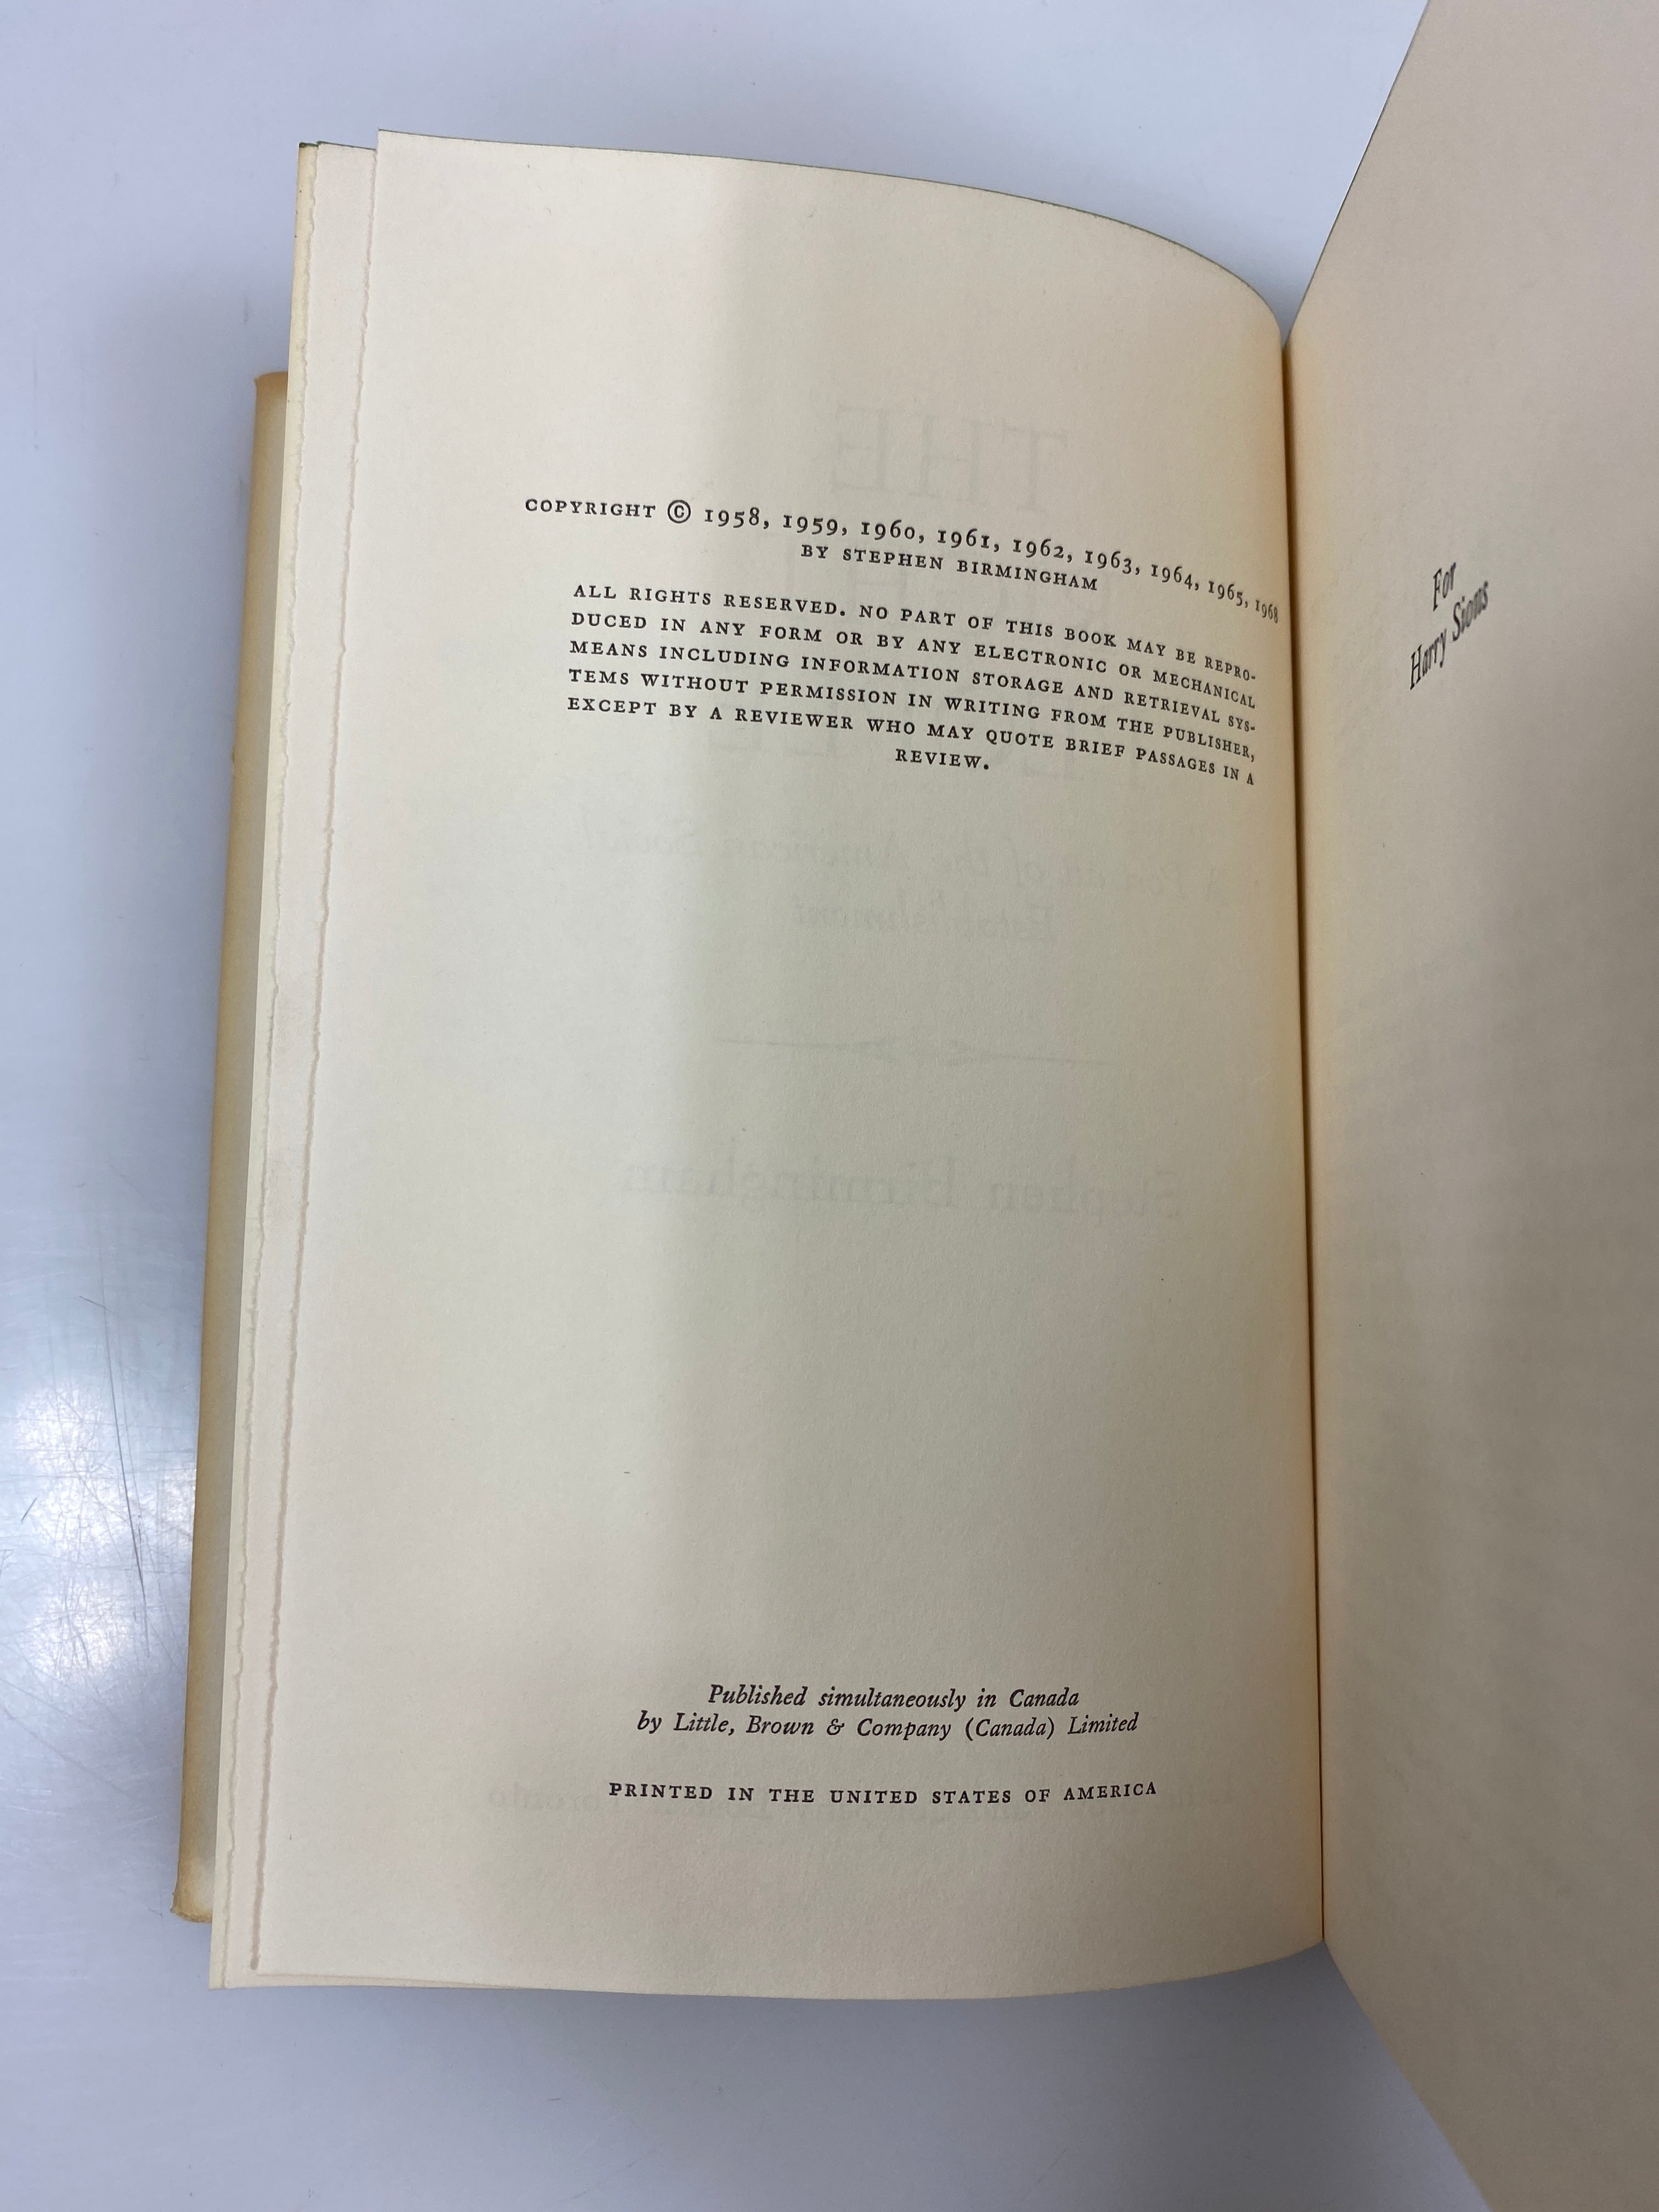 COPYRIGHT © 1958, 1959, 1960, 1961, 1962, 1963, 1964, 1965, 1968
BY STEPHEN BIRMINGHAM
ALL RIGHTS RESERVED. NO PART OF THIS BOOK MAY BE REPRO-
DUCED IN ANY FORM OR BY ANY ELECTRONIC OR MECHANICAL
MEANS INCLUDING INFORMATION STORAGE AND RETRIEVAL SYS-
TEMS WITHOUT PERMISSION IN WRITING FROM THE PUBLISHER,
EXCEPT BY A REVIEWER WHO MAY QUOTE BRIEF PASSAGES IN A
REVIEW.
Published simultaneously in Canada
by Little, Brown & Company (Canada) Limited
PRINTED IN THE UNITED STATES OF AMERICA
For
Harry Sions